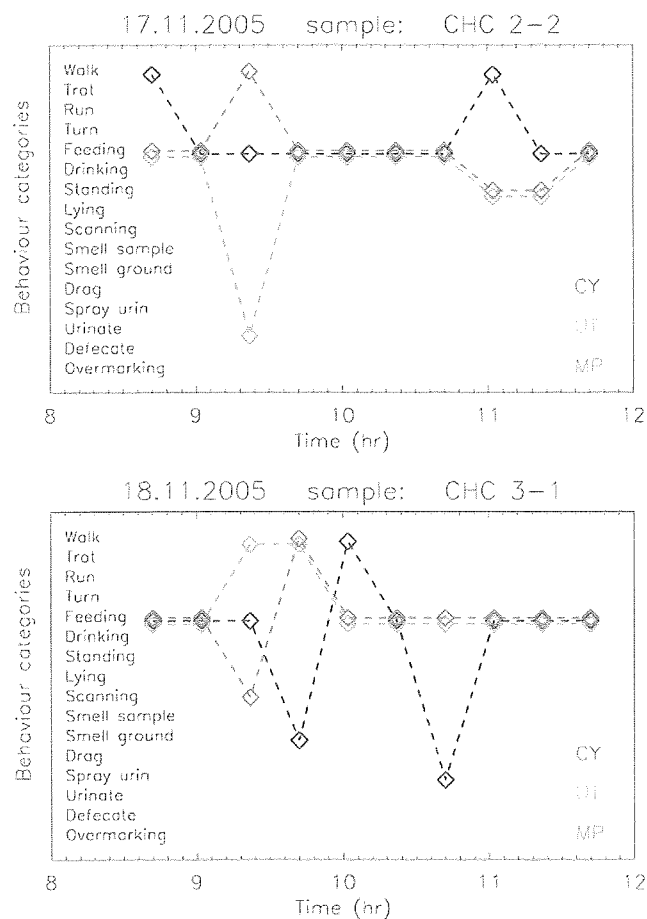 17.11.2005 sample: CHC 2-2
Behaviour categories
Walk
Trot
Run
Turn
Feeding
Drinking
Standing
Lying
Scanning
Smell sample
Smell ground
Drag
Spray urin
Urinate
Defecate
Overmarking
CY
MP
8 9 10 11 12
Time (hr)
18.11.2005 sample: CHC 3-1
Behaviour categories
Walk
Trot
Run
Turn
Feeding
Drinking
Standing
Lying
Scanning
Smell sample
Smell ground
Drag
Spray urin
Urinate
Defecate
Overmarking
CY
MP
8 9 10 11 12
Time (hr)